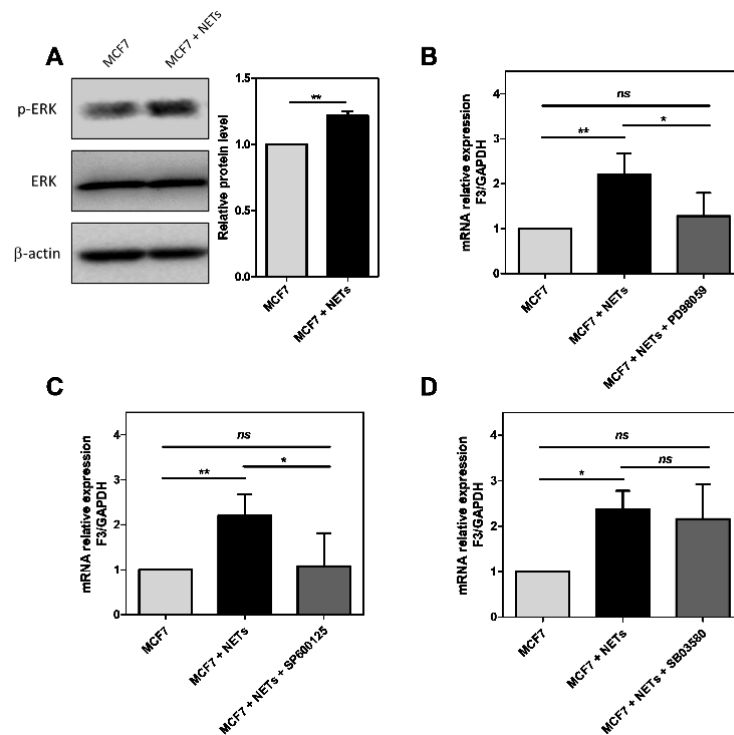 A
MCF7
MCF7 + NETs
p-ERK
ERK
β-actin
Relative protein level
1.5
1.0
0.5
0.0
**
MCF7
MCF7 + NETs
B
mRNA relative expression
F3/GAPDH
4
3
2
1
0
ns
**
*
MCF7
MCF7 + NETs
MCF7 + NETs + PD98059
C
mRNA relative expression
F3/GAPDH
4
3
2
1
0
ns
**
*
MCF7
MCF7 + NETs
MCF7 + NETs + SP600125
D
mRNA relative expression
F3/GAPDH
4
3
2
1
0
ns
*
ns
MCF7
MCF7 + NETs
MCF7 + NETs + SB03580